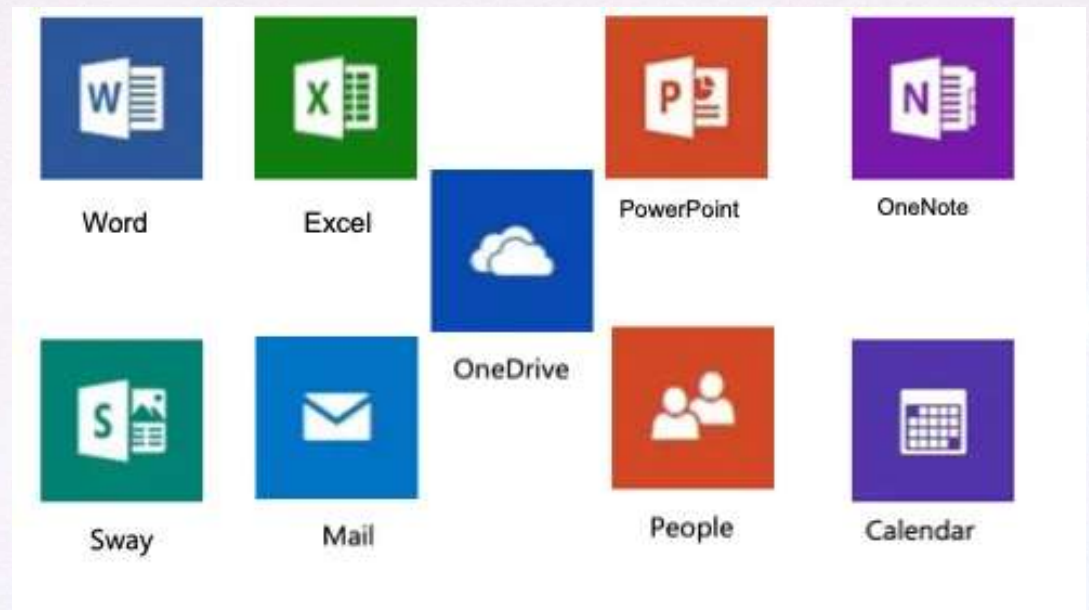 W
X
P
N
Word
Excel
PowerPoint
OneNote
OneDrive
S
Sway
Mail
People
Calendar